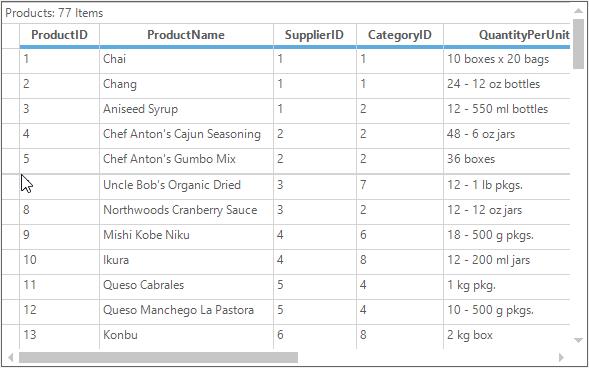 Products: 77 Items
ProductID ProductName SupplierID CategoryID QuantityPerUnit
1 Chai 1 1 10 boxes x 20 bags
2 Chang 1 1 24 - 12 oz bottles
3 Aniseed Syrup 1 2 12 - 550 ml bottles
4 Chef Anton's Cajun Seasoning 2 2 48 - 6 oz jars
5 Chef Anton's Gumbo Mix 2 2 36 boxes
Uncle Bob's Organic Dried 3 7 12 - 1 lb pkgs.
8 Northwoods Cranberry Sauce 3 2 12 - 12 oz jars
9 Mishi Kobe Niku 4 6 18 - 500 g pkgs.
10 Ikura 4 8 12 - 200 ml jars
11 Queso Cabrales 5 4 1 kg pkg.
12 Queso Manchego La Pastora 5 4 10 - 500 g pkgs.
13 Konbu 6 8 2 kg box